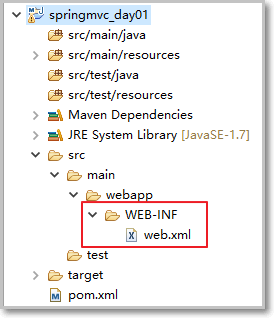 springmvc_day01
src/main/java
src/main/resources
src/test/java
src/test/resources
Maven Dependencies
JRE System Library [JavaSE-1.7]
src
main
webapp
WEB-INF
web.xml
test
target
pom.xml